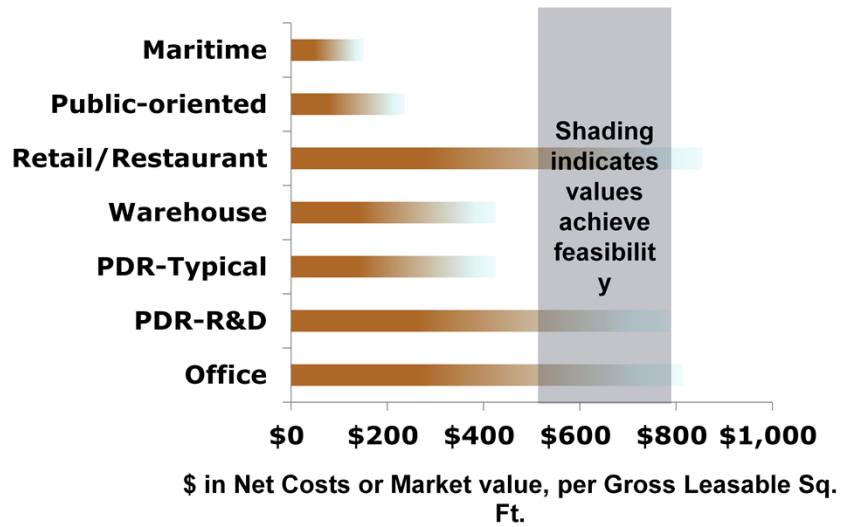 Maritime
Public-oriented
Retail/Restaurant
Warehouse
PDR-Typical
PDR-R&D
Office
Shading
indicates
values
achieve
feasibilit
y
$0 $200 $400 $600 $800 $1,000
$ in Net Costs or Market value, per Gross Leasable Sq.
Ft.